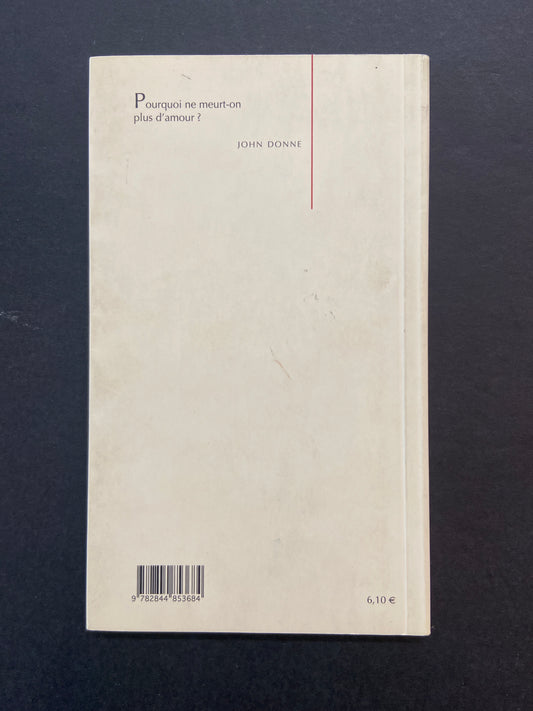 Pourquoi ne meurt-on
plus d'amour ?
JOHN DONNE
9 782844 853684
6,10 €